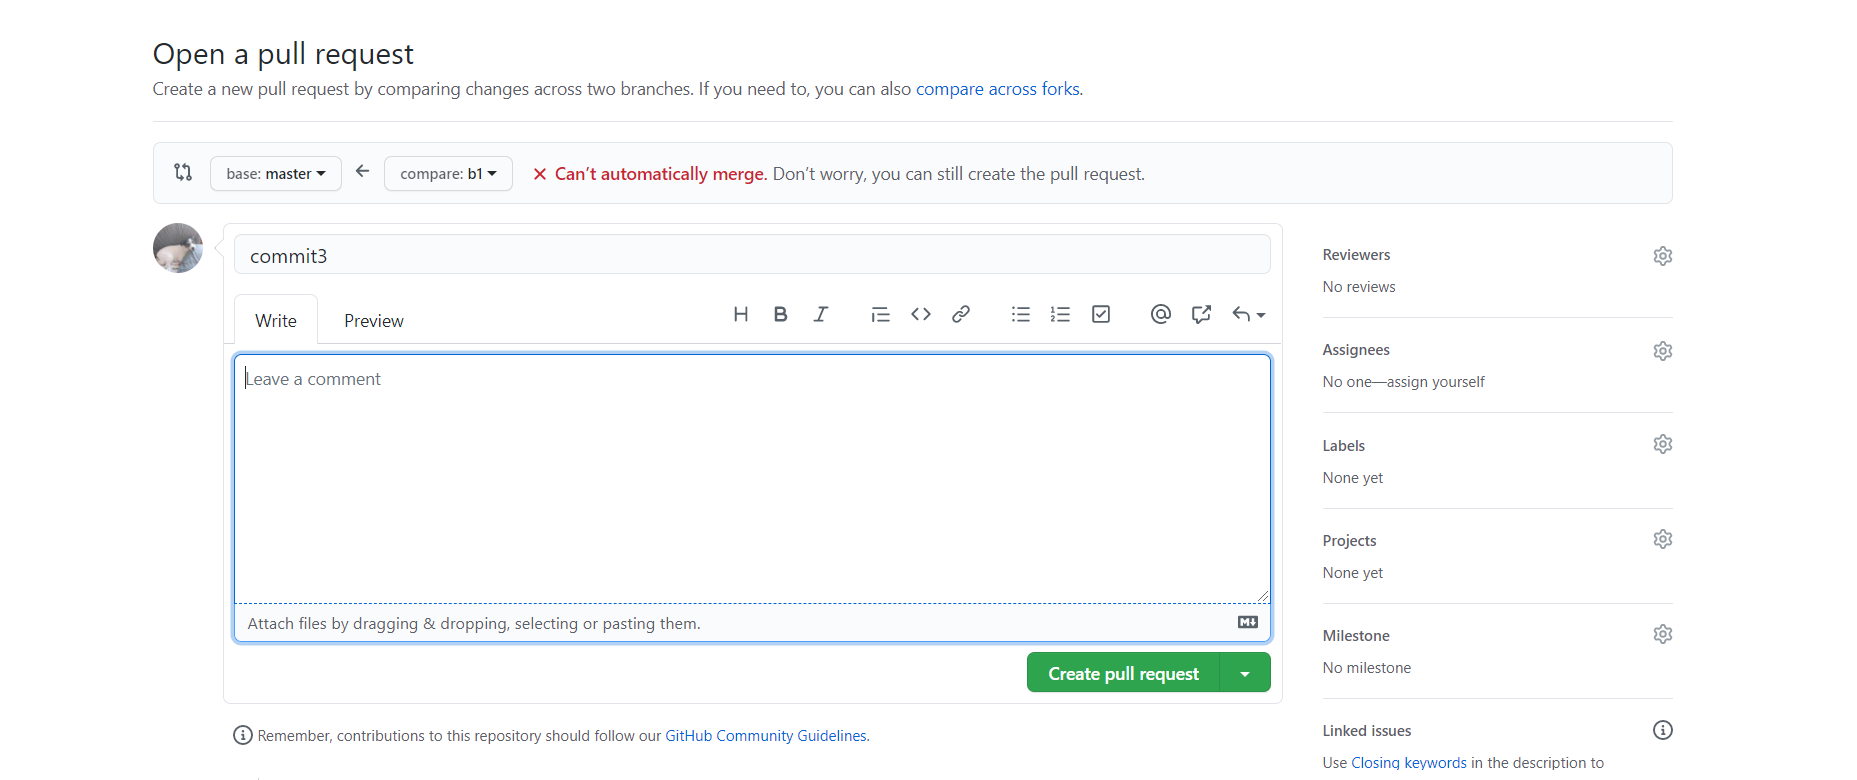 Open a pull request
Create a new pull request by comparing changes across two branches. If you need to, you can also compare across forks.
base: master
compare: b1
Can’t automatically merge. Don’t worry, you can still create the pull request.
commit3
Write
Preview
Leave a comment
Attach files by dragging & dropping, selecting or pasting them.
Create pull request
Remember, contributions to this repository should follow our GitHub Community Guidelines.
Reviewers
No reviews
Assignees
No one—assign yourself
Labels
None yet
Projects
None yet
Milestone
No milestone
Linked issues
Use Closing keywords in the description to